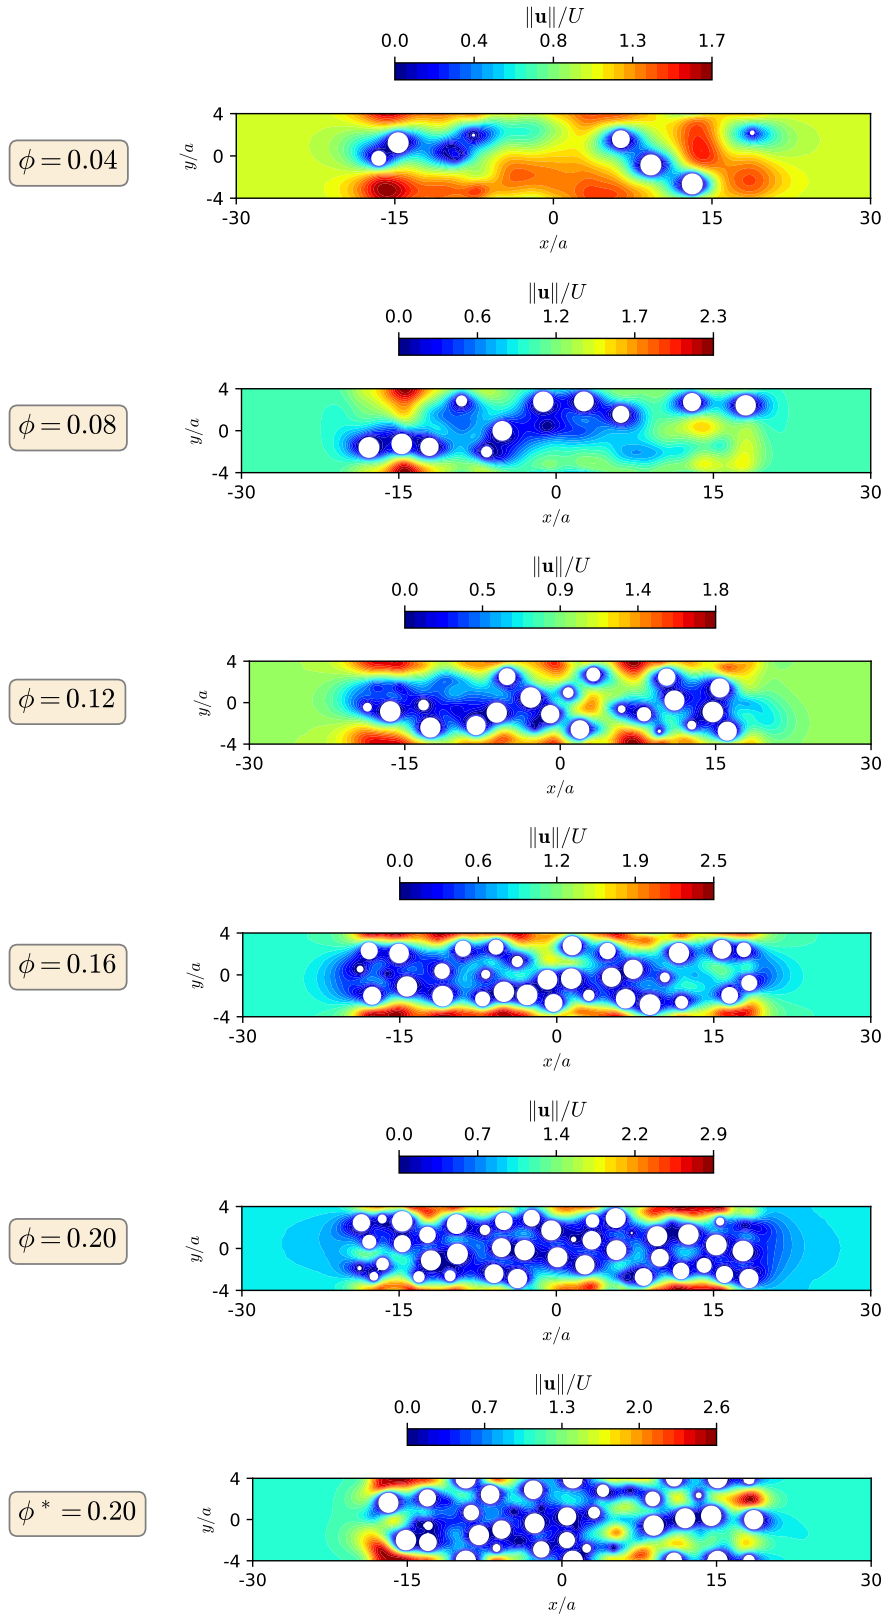 ‖u‖/U
0.0 0.4 0.8 1.3 1.7
ϕ = 0.04
y/a
4
0
-4
-30 -15 0 15 30
x/a
‖u‖/U
0.0 0.6 1.2 1.7 2.3
ϕ = 0.08
y/a
4
0
-4
-30 -15 0 15 30
x/a
‖u‖/U
0.0 0.5 0.9 1.4 1.8
ϕ = 0.12
y/a
4
0
-4
-30 -15 0 15 30
x/a
‖u‖/U
0.0 0.6 1.2 1.9 2.5
ϕ = 0.16
y/a
4
0
-4
-30 -15 0 15 30
x/a
‖u‖/U
0.0 0.7 1.4 2.2 2.9
ϕ = 0.20
y/a
4
0
-4
-30 -15 0 15 30
x/a
‖u‖/U
0.0 0.7 1.3 2.0 2.6
ϕ* = 0.20
y/a
4
0
-4
-30 -15 0 15 30
x/a